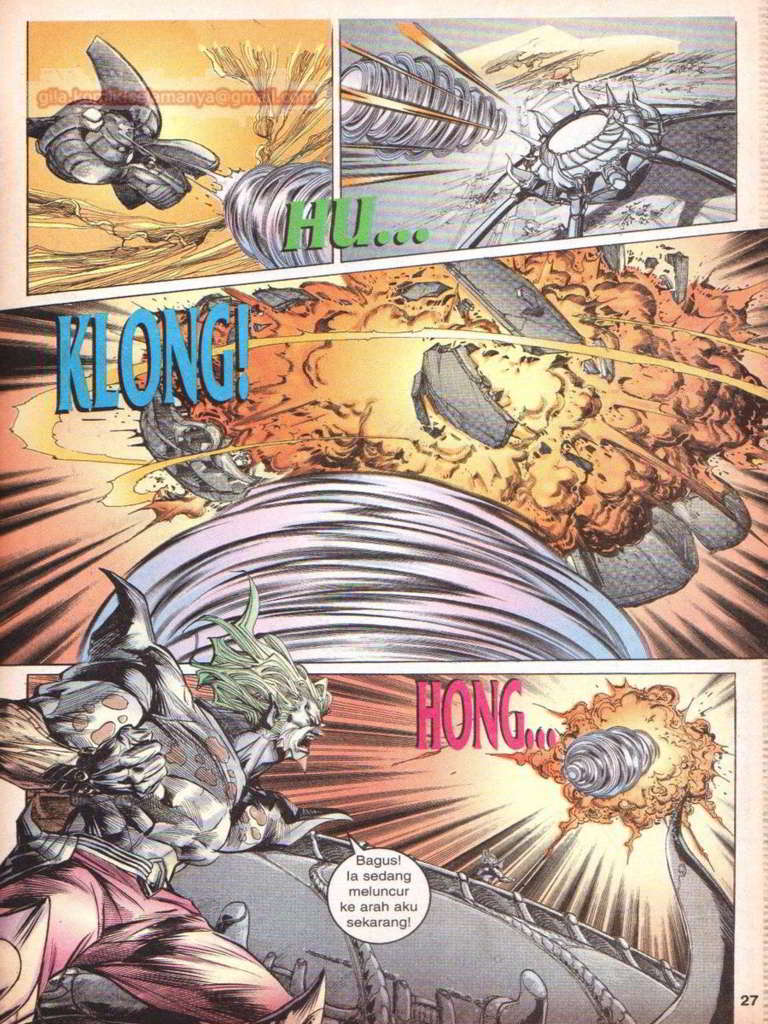 HU...
KLONG!
HONG...
Bagus!
Ia sedang
meluncur
ke arah aku
sekarang!
27